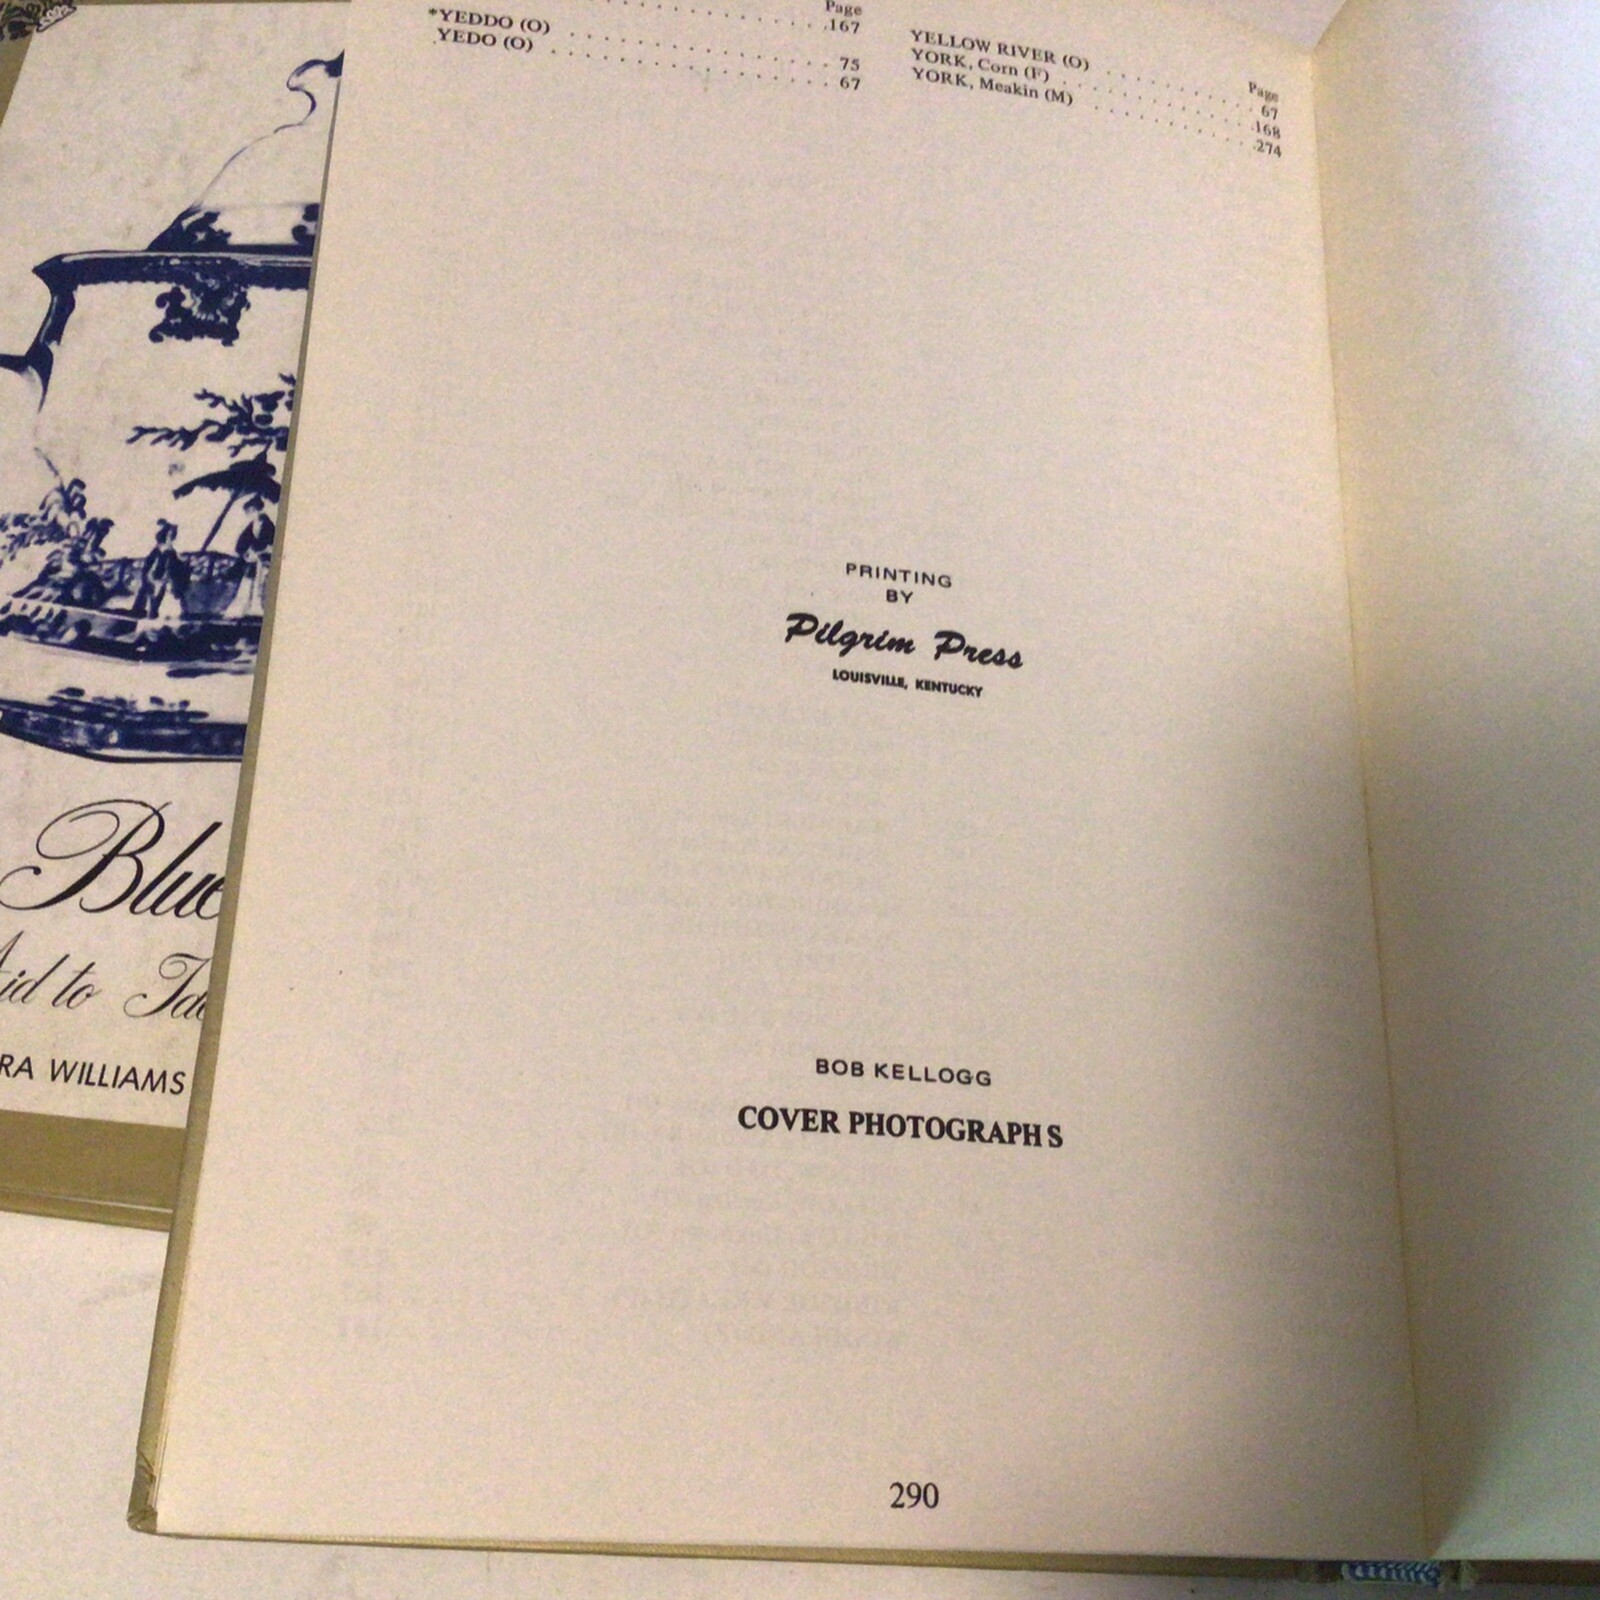 Page
.167
*YEDDO (O)
75
YEDO (O)
67
YELLOW RIVER (O)
Page
67
YORK, Corn (F)
.168
YORK, Meakin (M)
.274
PRINTING
BY
Pilgrim Press
LOUISVILLE, KENTUCKY
BOB KELLOGG
COVER PHOTOGRAPHS
290
Blue
Aid to
RA WILLIAMS